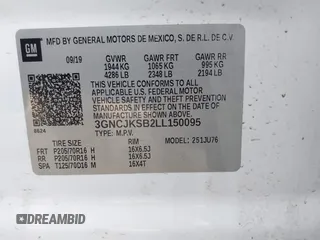 GM
MFD BY GENERAL MOTORS DE MEXICO, S. DE R.L. DE C.V.
09/19 GVWR GAWR FRT GAWR RR
1944 KG 1065 KG 995 KG
4286 LB 2348 LB 2194 LB
THIS VEHICLE CONFORMS TO ALL APPLICABLE U.S. FEDERAL MOTOR VEHICLE SAFETY AND THEFT PREVENTION STANDARDS IN EFFECT ON THE DATE OF MANUFACTURE SHOWN ABOVE.
3GNCJKSB2LL150095
TYPE: M.P.V.
8624
TIRE SIZE RIM MODEL: 251JU76
FRT P205/70R16 H 16X6.5J
RR P205/70R16 H 16X6.5J
SPA T125/70D16 M 16X4T